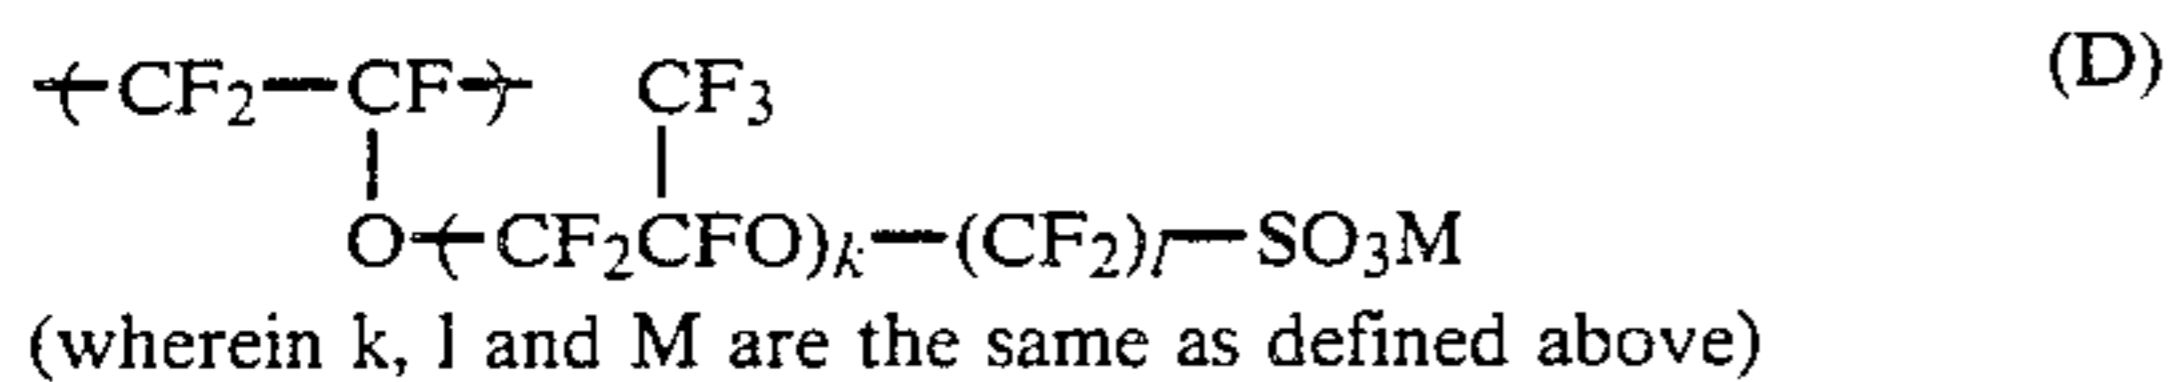 -(CF2—CF)- CF3 (D)
O-(CF2CFO)k—(CF2)l—SO3M
(wherein k, l and M are the same as defined above)